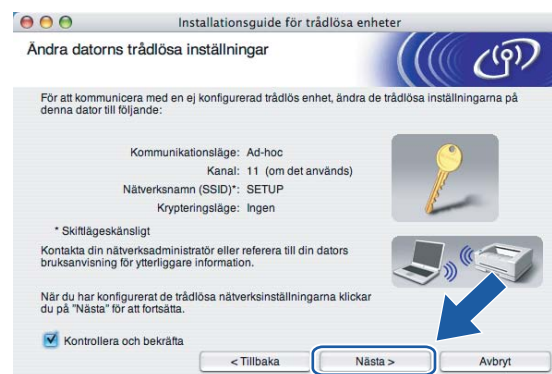 Installationsguide för trådlösa enheter
Ändra datorns trådlösa inställningar
För att kommunicera med en ej konfigurerad trådlös enhet, ändra de trådlösa inställningarna på
denna dator till följande:
Kommunikationsläge: Ad-hoc
Kanal: 11 (om det används)
Nätverksnamn (SSID)*: SETUP
Krypteringsläge: Ingen
* Skiftlägeskänsligt
Kontakta din nätverksadministratör eller referera till din dators
bruksanvisning för ytterliggare information.
När du har konfigurerat de trådlösa nätverksinställningarna klickar
du på "Nästa" för att fortsätta.
Kontrollera och bekräfta
< Tillbaka
Nästa >
Avbryt